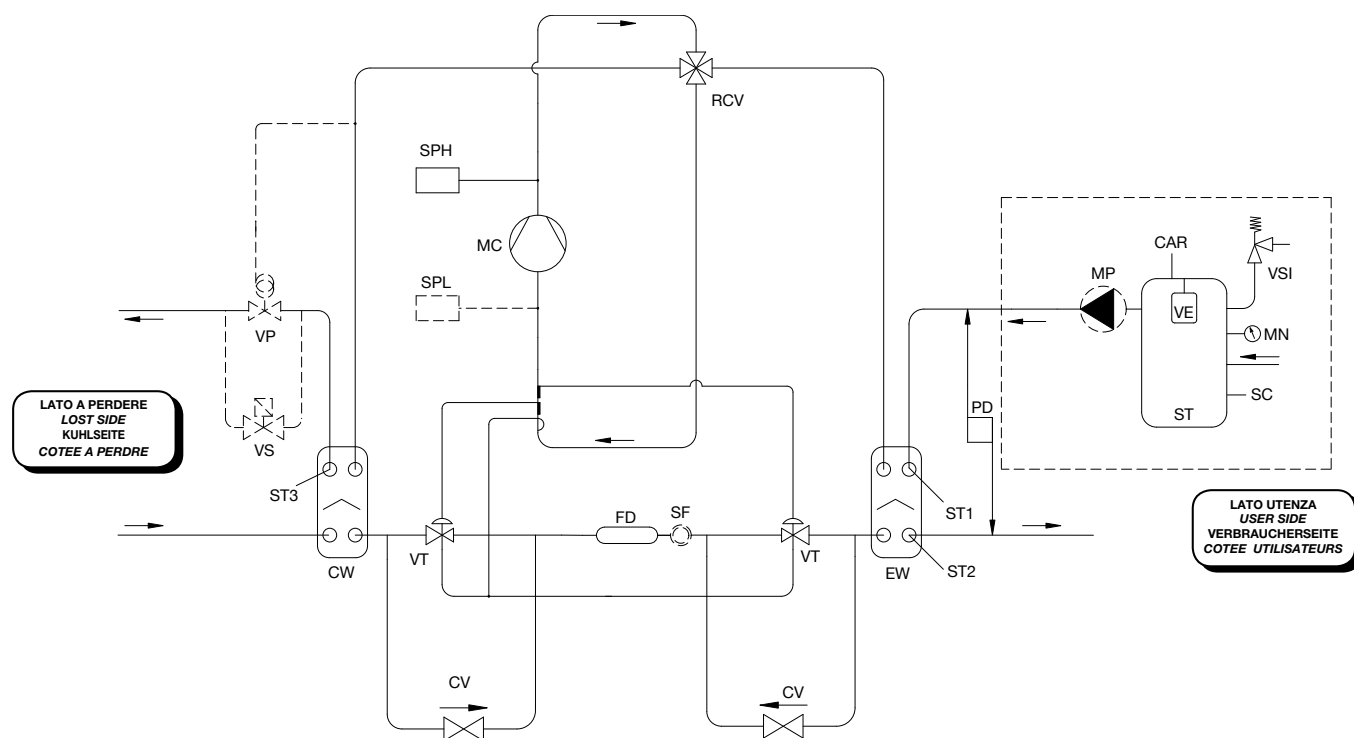 RCV
SPH
MC
SPL
CAR
VSI
MP
VE
MN
VP
PD
SC
ST
LATO A PERDERE
LOST SIDE
KUHLSEITE
COTEE A PERDRE
VS
ST3
ST1
LATO UTENZA
USER SIDE
VERBRAUCHERSEITE
COTEE UTILISATEURS
FD
SF
VT
VT
CW
EW
ST2
CV
CV